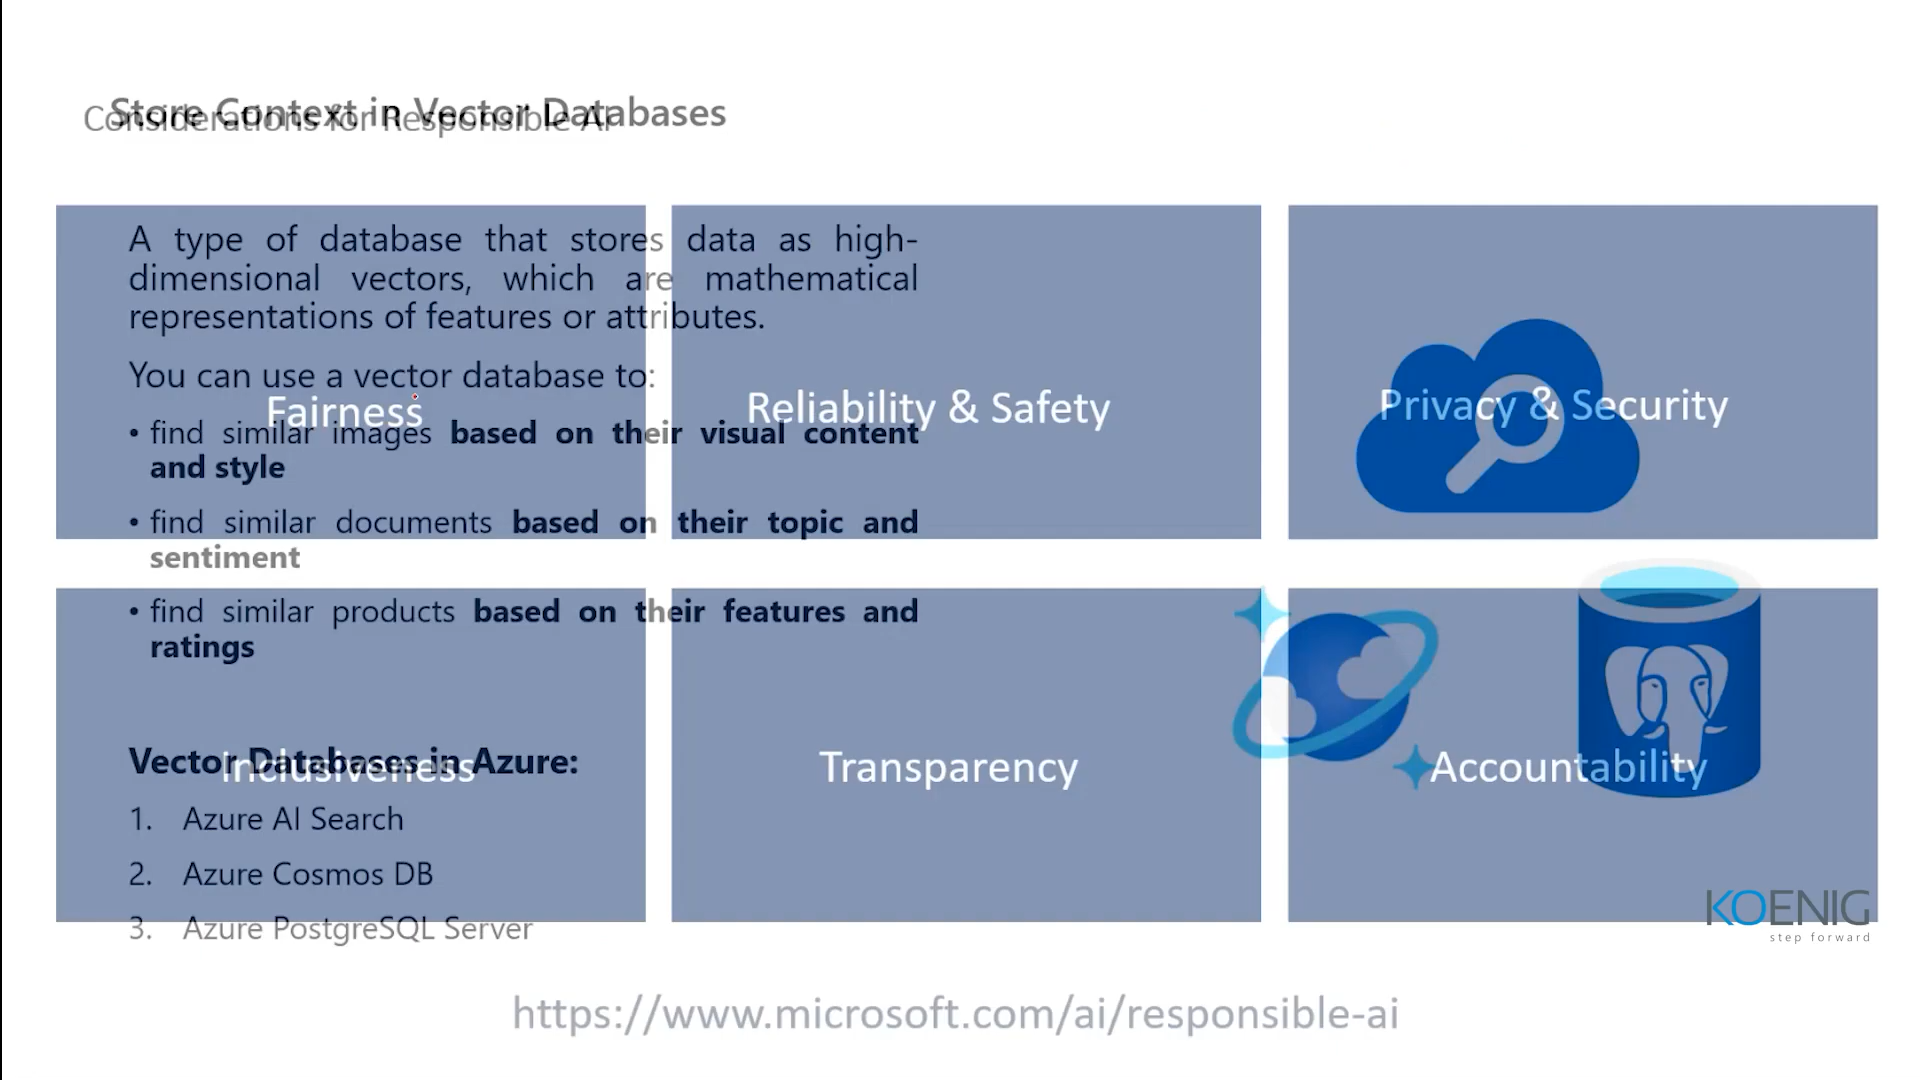 Store Context in Vector Databases
Considerations for Responsible AI
A type of database that stores data as high-
dimensional vectors, which are mathematical
representations of features or attributes.
You can use a vector database to:
• find similar images based on their visual content
and style
• find similar documents based on their topic and
sentiment
• find similar products based on their features and
ratings
Vector Databases in Azure:
1. Azure AI Search
2. Azure Cosmos DB
3. Azure PostgreSQL Server
Fairness
Reliability & Safety
Privacy & Security
Inclusiveness
Transparency
Accountability
KOENIG
step forward
https://www.microsoft.com/ai/responsible-ai